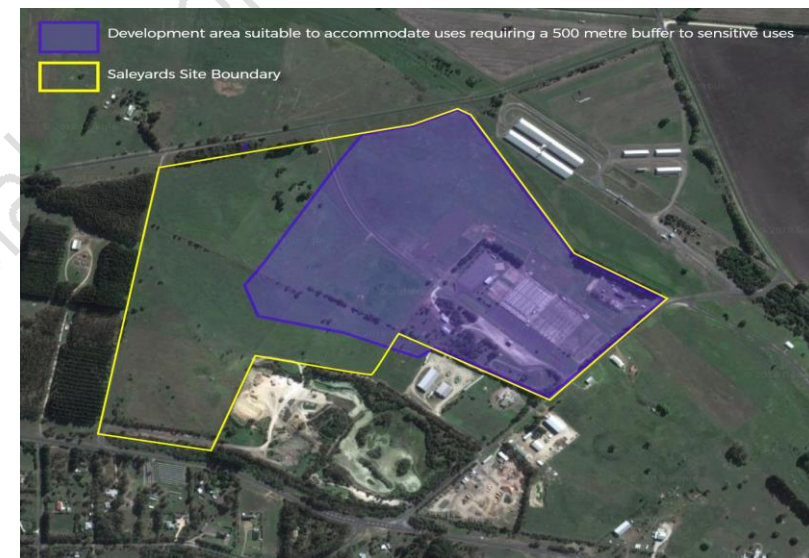 Development area suitable to accommodate uses requiring a 500 metre buffer to sensitive uses
Saleyards Site Boundary